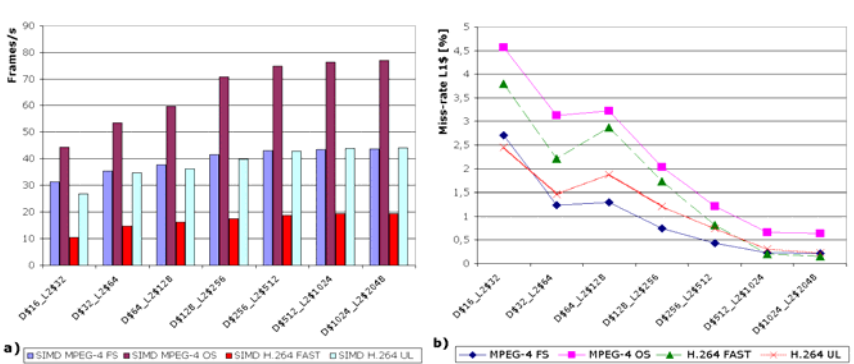 Frames/s
90
80
70
60
50
40
30
20
10
0
D$16_L2$32
D$32_L2$64
D$64_L2$128
D$128_L2$256
D$256_L2$512
D$512_L2$1024
D$1024_L2$2048
a)
SIMD MPEG-4 FS SIMD MPEG-4 OS SIMD H.264 FAST SIMD H.264 UL
Miss-rate L1$ [%]
5
4,5
4
3,5
3
2,5
2
1,5
1
0,5
0
D$16_L2$32
D$32_L2$64
D$64_L2$128
D$128_L2$256
D$256_L2$512
D$512_L2$1024
D$1024_L2$2048
b)
MPEG-4 FS MPEG-4 OS H.264 FAST H.264 UL